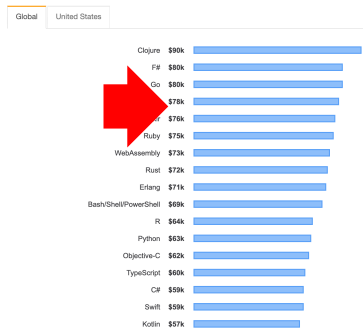 Global United States
Clojure $90k
F# $80k
Go $80k
$78k
$76k
Ruby $75k
WebAssembly $73k
Rust $72k
Erlang $71k
Bash/Shell/PowerShell $69k
R $64k
Python $63k
Objective-C $62k
TypeScript $60k
C# $59k
Swift $59k
Kotlin $57k